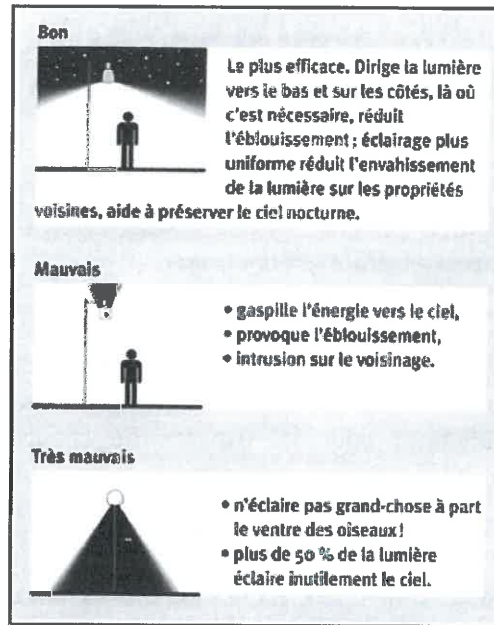 Bon
Le plus efficace. Dirige la lumière
vers le bas et sur les côtés, là où
c'est nécessaire, réduit
l'éblouissement ; éclairage plus
uniforme réduit l'envahissement
de la lumière sur les propriétés
voisines, aide à préserver le ciel nocturne.
Mauvais
• gaspille l'énergie vers le ciel,
• provoque l'éblouissement,
• intrusion sur le voisinage.
Très mauvais
• n'éclaire pas grand-chose à part
le ventre des oiseaux !
• plus de 50 % de la lumière
éclaire inutilement le ciel.